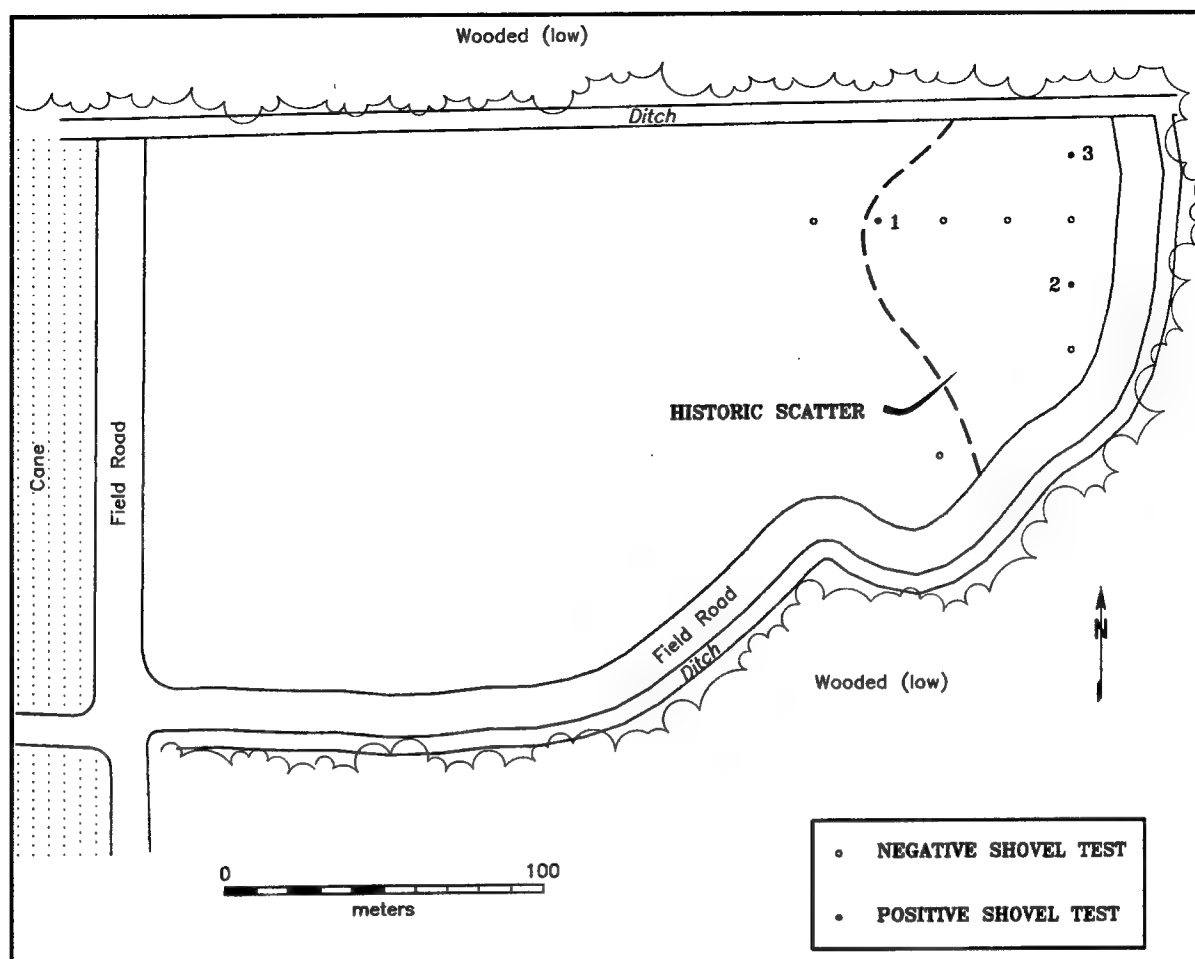 Wooded (low)
Ditch
3
1
2
HISTORIC SCATTER
Cane
Field Road
Field Road
Ditch
N
Wooded (low)
0 100
meters
NEGATIVE SHOVEL TEST
POSITIVE SHOVEL TEST